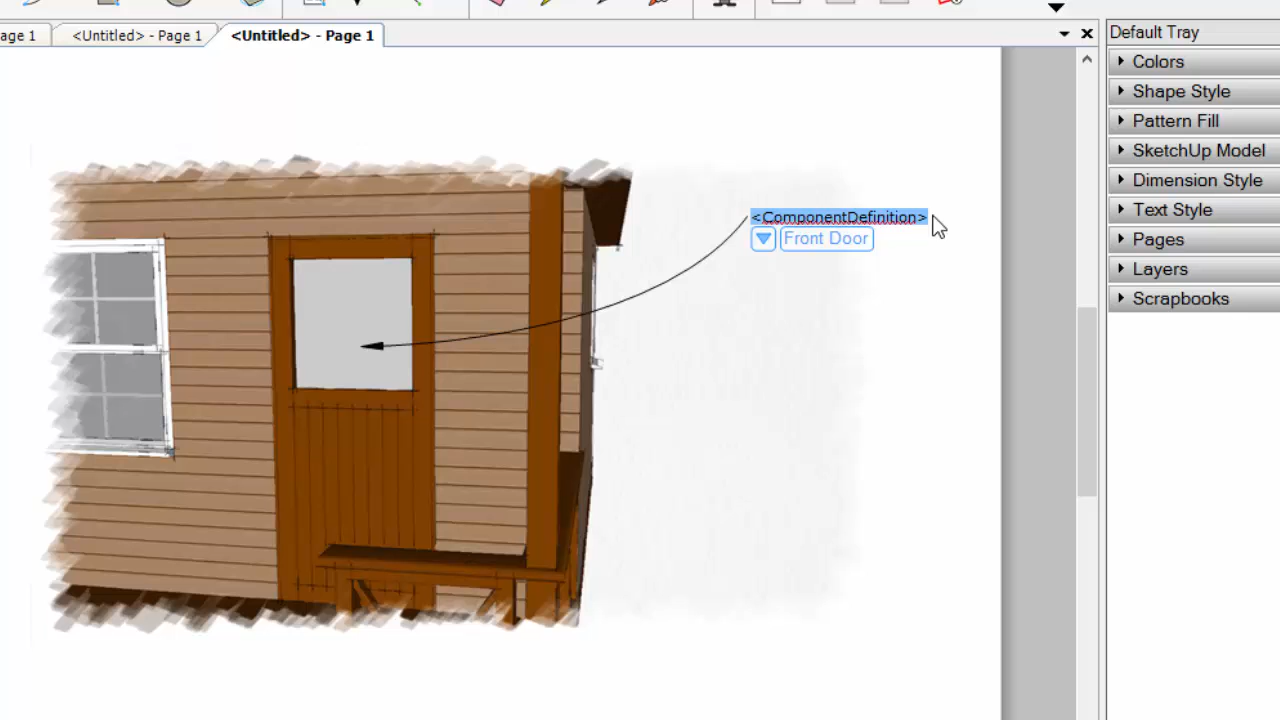 age 1
<Untitled> - Page 1
<Untitled> - Page 1
Default Tray
Colors
Shape Style
Pattern Fill
SketchUp Model
Dimension Style
Text Style
Pages
Layers
Scrapbooks
<ComponentDefinition>
Front Door